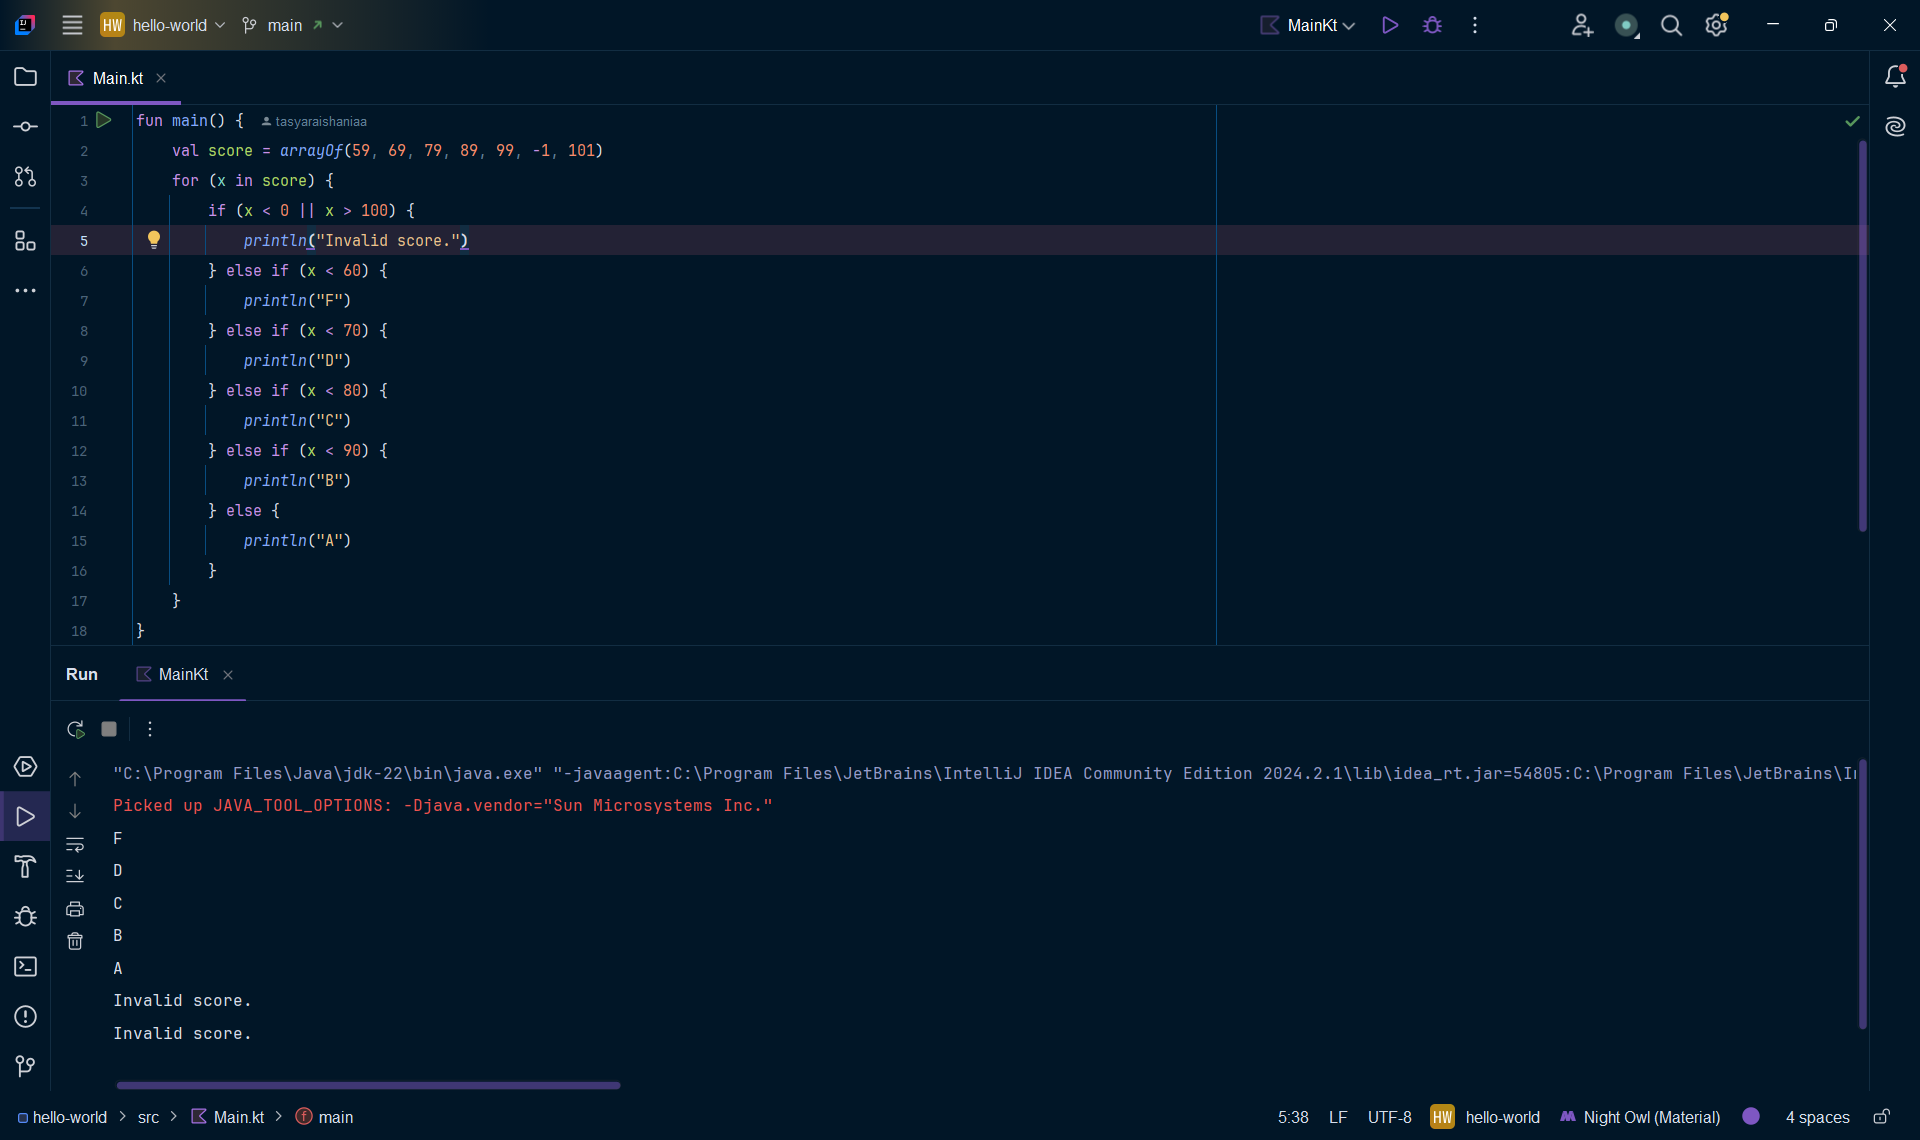 HW hello-world main MainKt
Main.kt
1 fun main() { tasyaraishaniaa
2 val score = arrayOf(59, 69, 79, 89, 99, -1, 101)
3 for (x in score) {
4 if (x < 0 || x > 100) {
5 println("Invalid score.")
6 } else if (x < 60) {
7 println("F")
8 } else if (x < 70) {
9 println("D")
10 } else if (x < 80) {
11 println("C")
12 } else if (x < 90) {
13 println("B")
14 } else {
15 println("A")
16 }
17 }
18 }
Run MainKt
"C:\Program Files\Java\jdk-22\bin\java.exe" "-javaagent:C:\Program Files\JetBrains\IntelliJ IDEA Community Edition 2024.2.1\lib\idea_rt.jar=54805:C:\Program Files\JetBrains\
Picked up JAVA_TOOL_OPTIONS: -Djava.vendor="Sun Microsystems Inc."
F
D
C
B
A
Invalid score.
Invalid score.
hello-world src Main.kt main 5:38 LF UTF-8 HW hello-world Night Owl (Material) 4 spaces